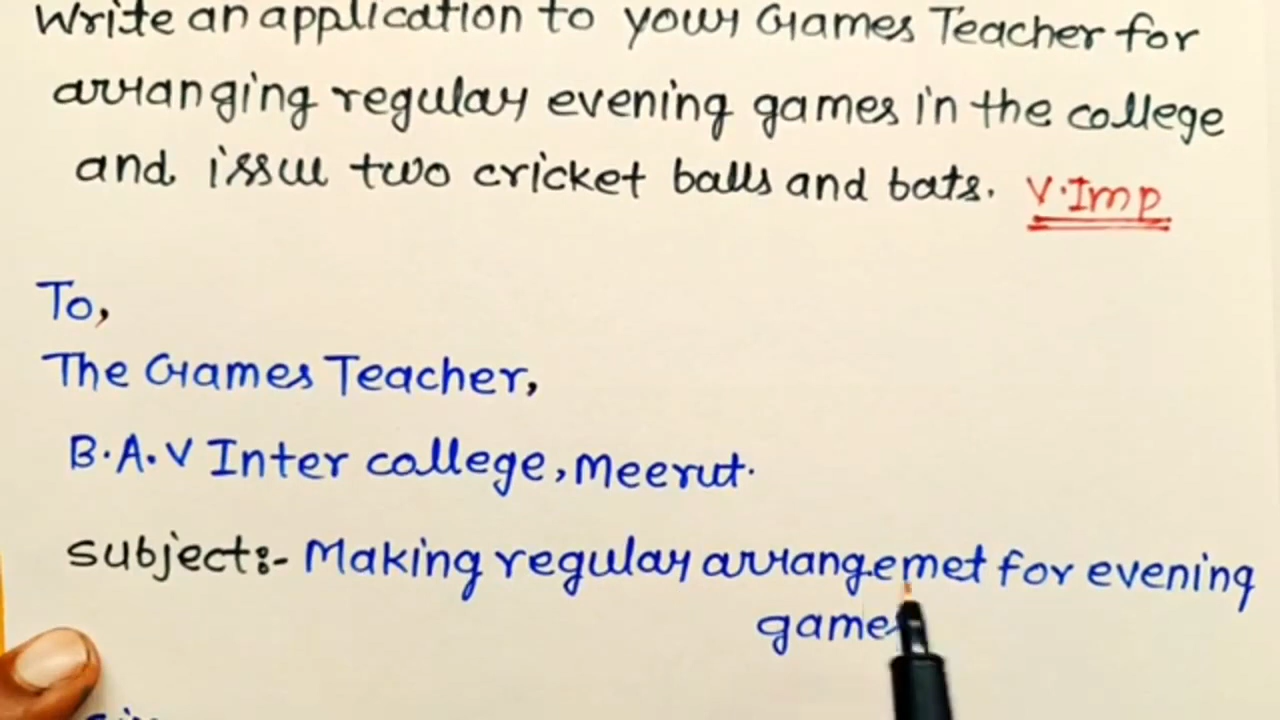 Write an application to your Games Teacher for
arranging regular evening games in the college
and issue two cricket balls and bats. V.Imp
To,
The Games Teacher,
B.A.V Inter college, Meerut.
Subject:- Making regular arrangemet for evening